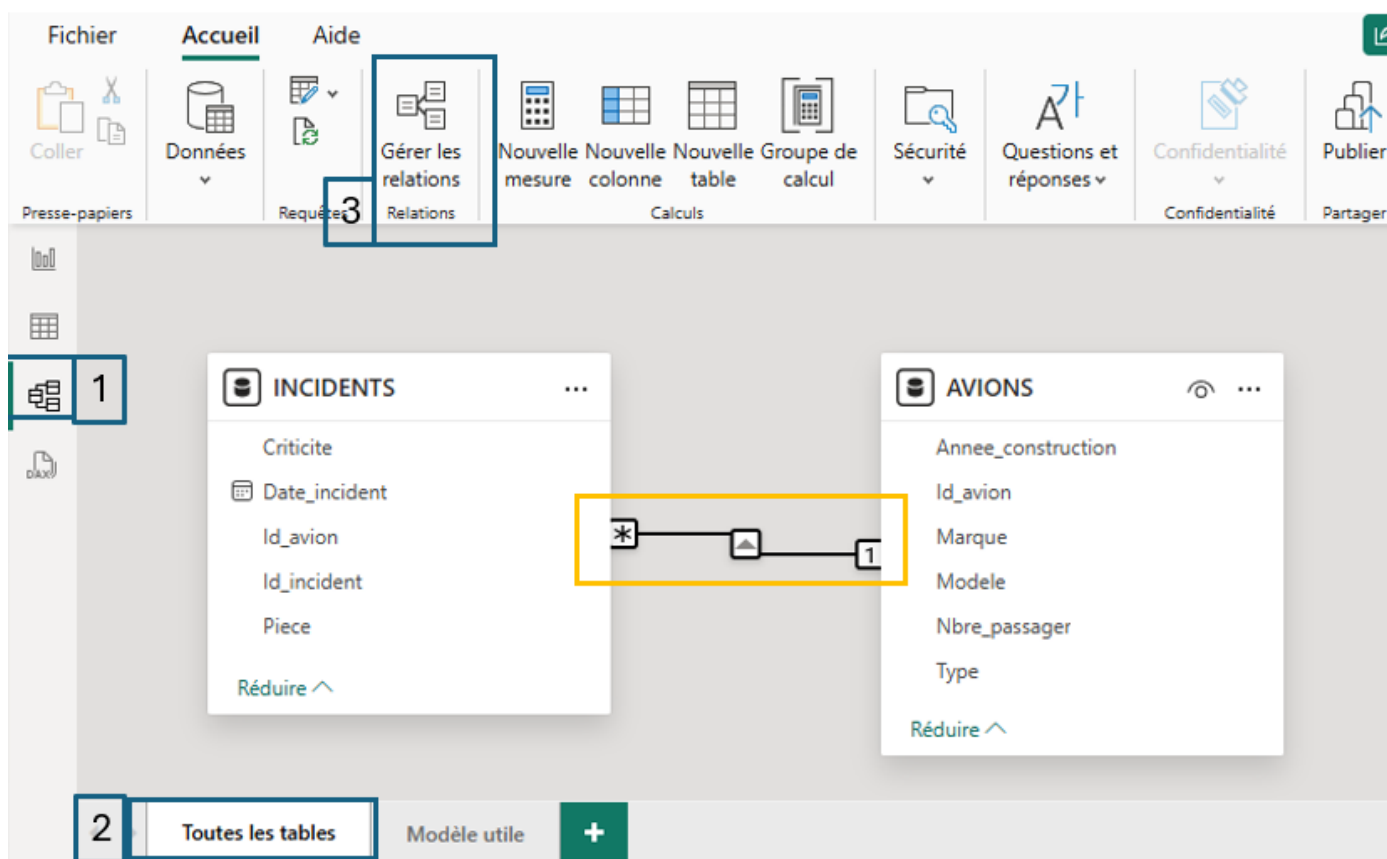 Fichier Accueil Aide
Coller
Données
Gérer les
relations
Nouvelle
mesure
Nouvelle
colonne
Nouvelle
table
Groupe de
calcul
Sécurité
Questions et
réponses
Confidentialité
Publier
Presse-papiers
3
Relations
Calculs
Confidentialité
Partager
1
DAX
INCIDENTS
...
Criticite
Date_incident
Id_avion
Id_incident
Piece
Réduire
*
1
AVIONS
...
Annee_construction
Id_avion
Marque
Modele
Nbre_passager
Type
Réduire
2
Toutes les tables
Modèle utile
+